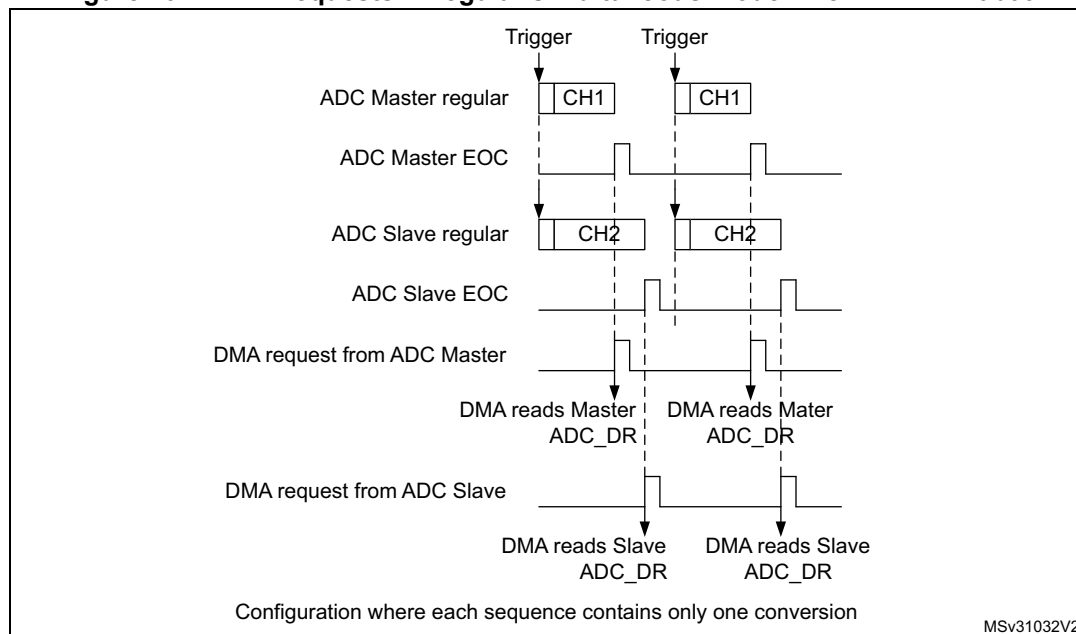 Trigger Trigger
ADC Master regular CH1 CH1
ADC Master EOC
ADC Slave regular CH2 CH2
ADC Slave EOC
DMA request from ADC Master
DMA reads Master DMA reads Mater
ADC_DR ADC_DR
DMA request from ADC Slave
DMA reads Slave DMA reads Slave
ADC_DR ADC_DR
Configuration where each sequence contains only one conversion
MSv31032V2